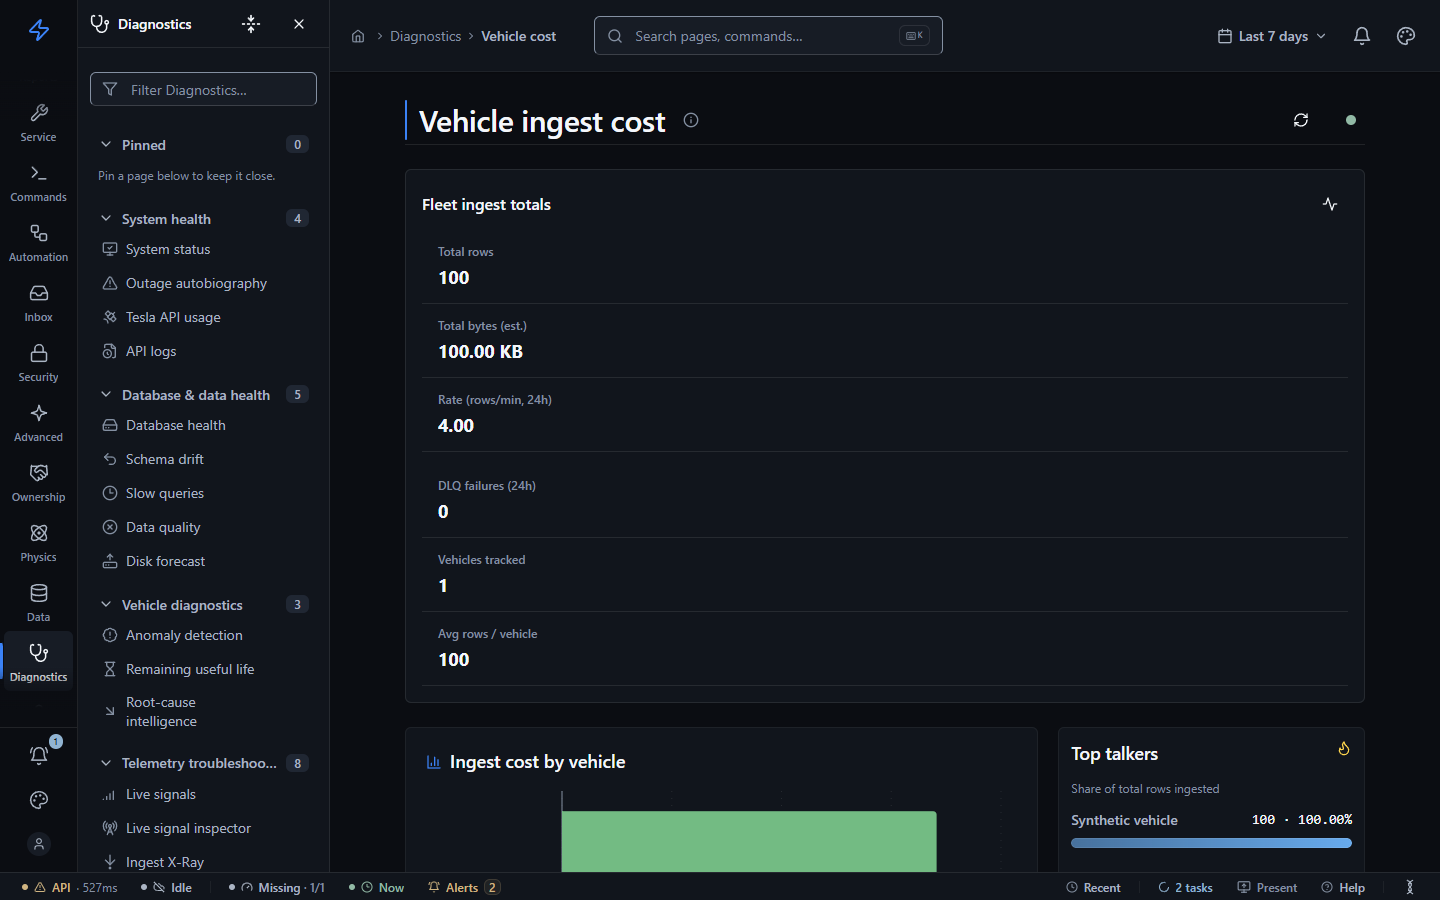 Service
Commands
Automation
Inbox
Security
Advanced
Ownership
Physics
Data
Diagnostics
1
Diagnostics
Filter Diagnostics...
Pinned 0
Pin a page below to keep it close.
System health 4
System status
Outage autobiography
Tesla API usage
API logs
Database & data health 5
Database health
Schema drift
Slow queries
Data quality
Disk forecast
Vehicle diagnostics 3
Anomaly detection
Remaining useful life
Root-cause
intelligence
Telemetry troubleshoo... 8
Live signals
Live signal inspector
Ingest X-Ray
Diagnostics Vehicle cost
Search pages, commands... K
Last 7 days
Vehicle ingest cost
Fleet ingest totals
Total rows
100
Total bytes (est.)
100.00 KB
Rate (rows/min, 24h)
4.00
DLQ failures (24h)
0
Vehicles tracked
1
Avg rows / vehicle
100
Ingest cost by vehicle
Top talkers
Share of total rows ingested
Synthetic vehicle 100 · 100.00%
API · 527ms Idle Missing · 1/1 Now Alerts 2 Recent 2 tasks Present Help